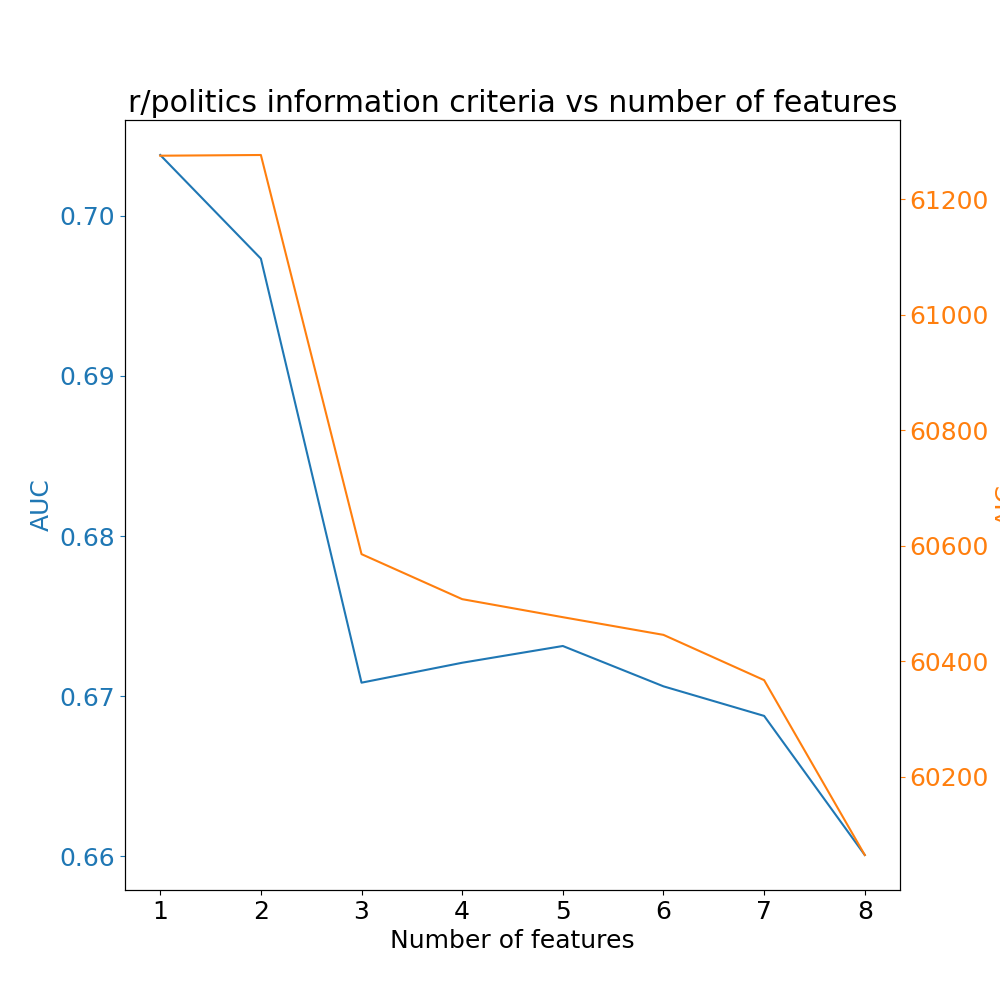 r/politics information criteria vs number of features
0.70
0.69
0.68
0.67
0.66
AUC
61200
61000
60800
60600
60400
60200
1 2 3 4 5 6 7 8
Number of features